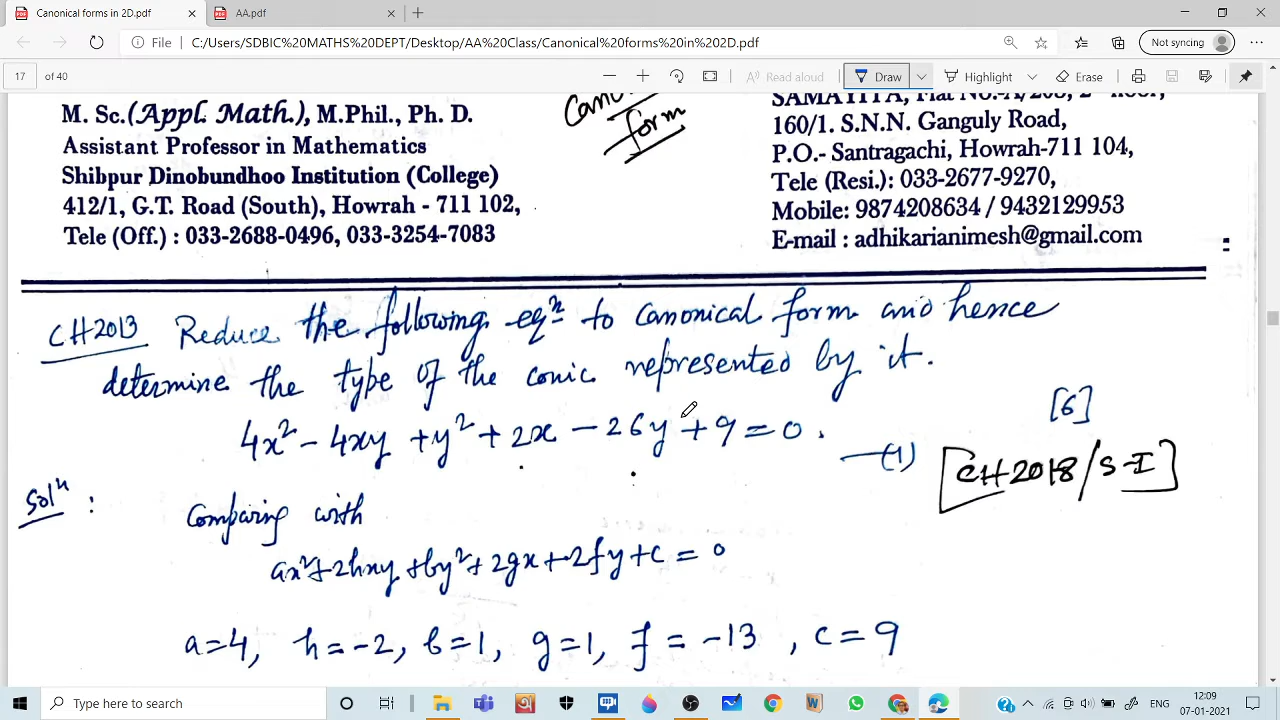 Canonical forms in 2D.pdf
AA.pdf
File
C:/Users/SDBIC%20MATHS%20DEPT/Desktop/AA%20Class/Canonical%20forms%20in%202D.pdf
Not syncing
17 of 40
Read aloud
Draw
Highlight
Erase
M. Sc.(Appl. Math.), M.Phil., Ph. D.
Assistant Professor in Mathematics
Shibpur Dinobundhoo Institution (College)
412/1, G.T. Road (South), Howrah - 711 102,
Tele (Off.) : 033-2688-0496, 033-3254-7083
form
160/1. S.N.N. Ganguly Road,
P.O.- Santragachi, Howrah-711 104,
Tele (Resi.): 033-2677-9270,
Mobile: 9874208634 / 9432129953
E-mail : adhikarianimesh@gmail.com
CH2013 Reduce the following eqⁿ to canonical form and hence
determine the type of the conic represented by it.
4x² - 4xy + y² + 2x - 26y + 9 = 0. —(1)
[6]
[CH2018/S-I]
Solⁿ :
Comparing with
ax²+2hxy+by²+2gx+2fy+c = 0
a=4, h=-2, b=1, g=1, f = -13, c=9
Type here to search
ENG
12:09
07-01-2021